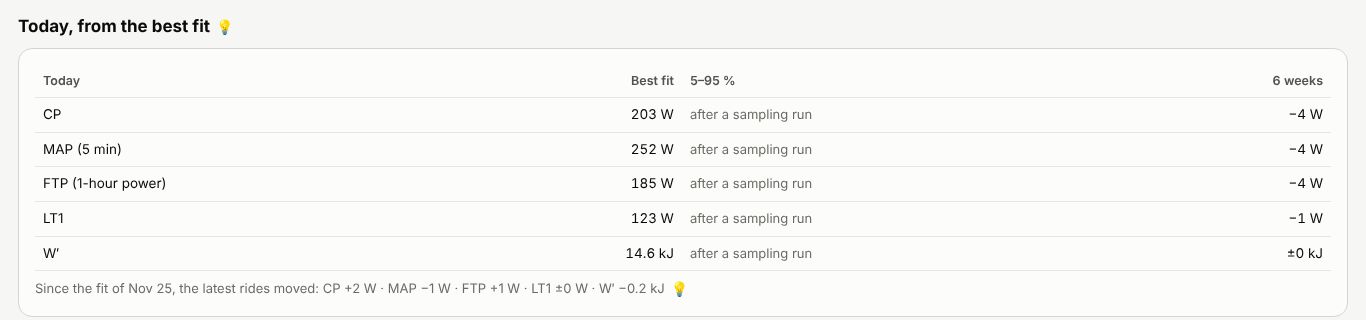 Today, from the best fit 💡
Today Best fit 5–95 % 6 weeks
CP 203 W after a sampling run −4 W
MAP (5 min) 252 W after a sampling run −4 W
FTP (1-hour power) 185 W after a sampling run −4 W
LT1 123 W after a sampling run −1 W
W′ 14.6 kJ after a sampling run ±0 kJ
Since the fit of Nov 25, the latest rides moved: CP +2 W · MAP −1 W · FTP +1 W · LT1 ±0 W · W′ −0.2 kJ 💡